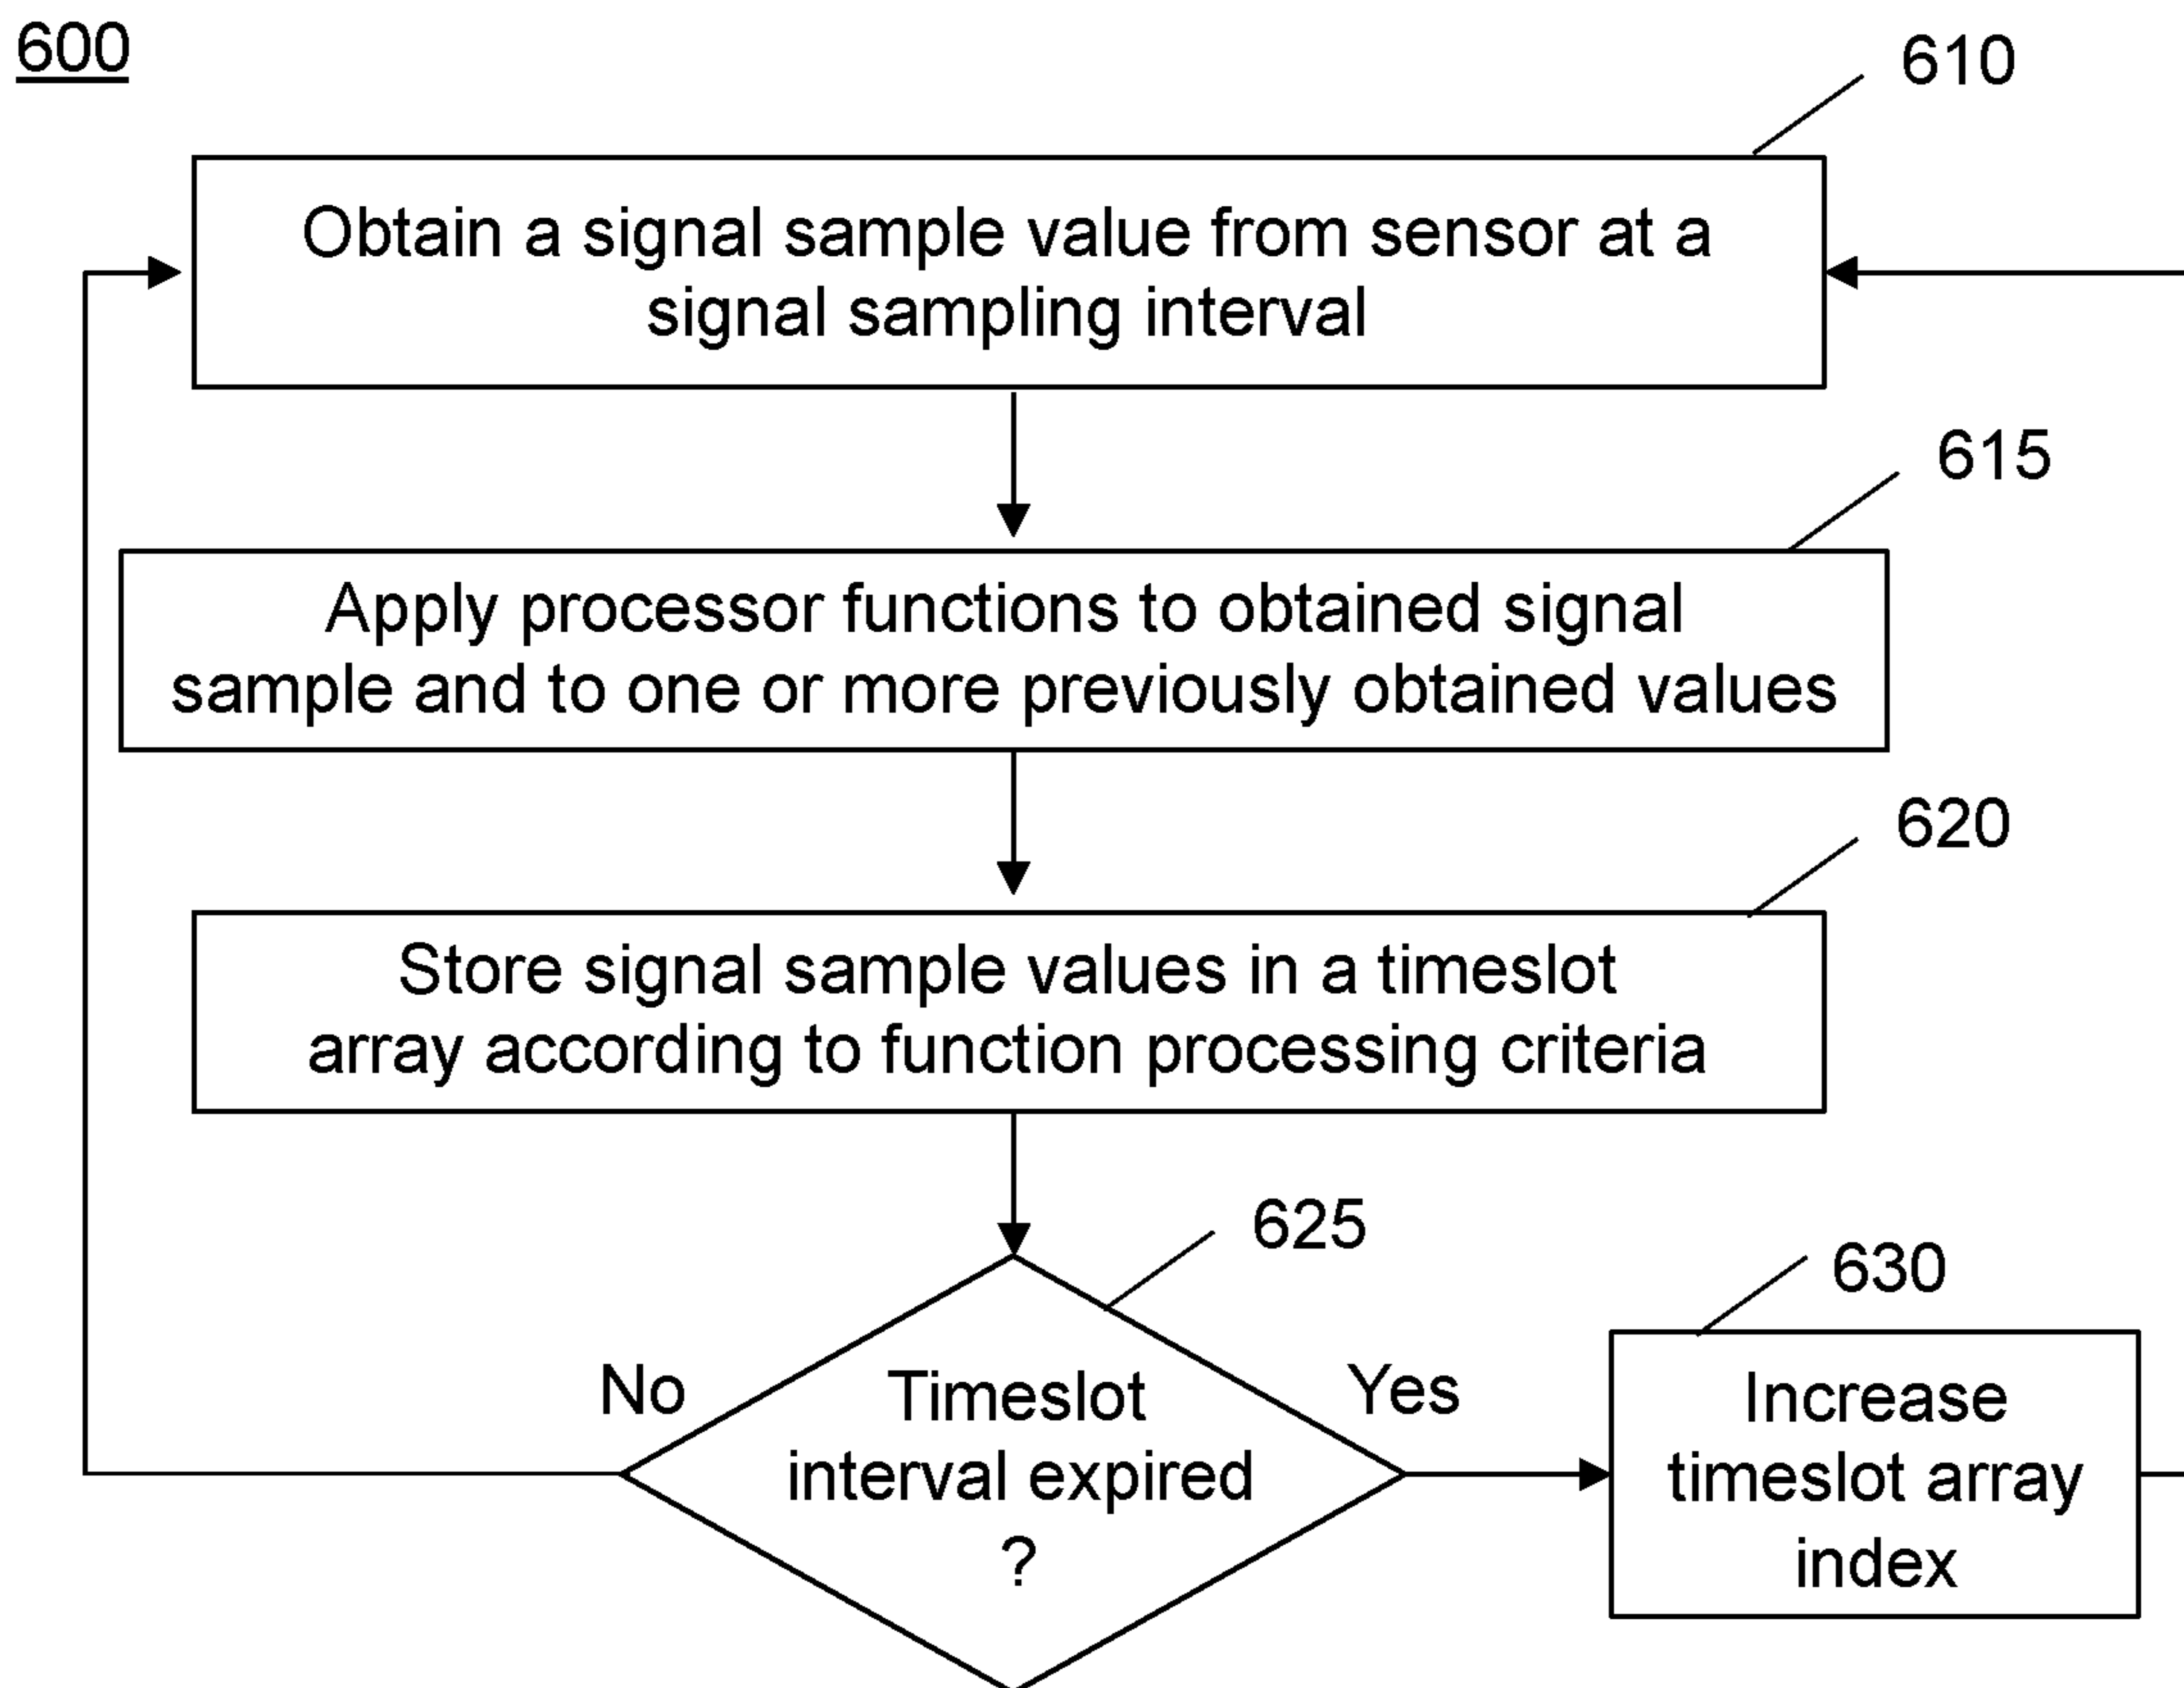 600
610
Obtain a signal sample value from sensor at a
signal sampling interval
615
Apply processor functions to obtained signal
sample and to one or more previously obtained values
620
Store signal sample values in a timeslot
array according to function processing criteria
625
630
No
Timeslot
interval expired
?
Yes
Increase
timeslot array
index